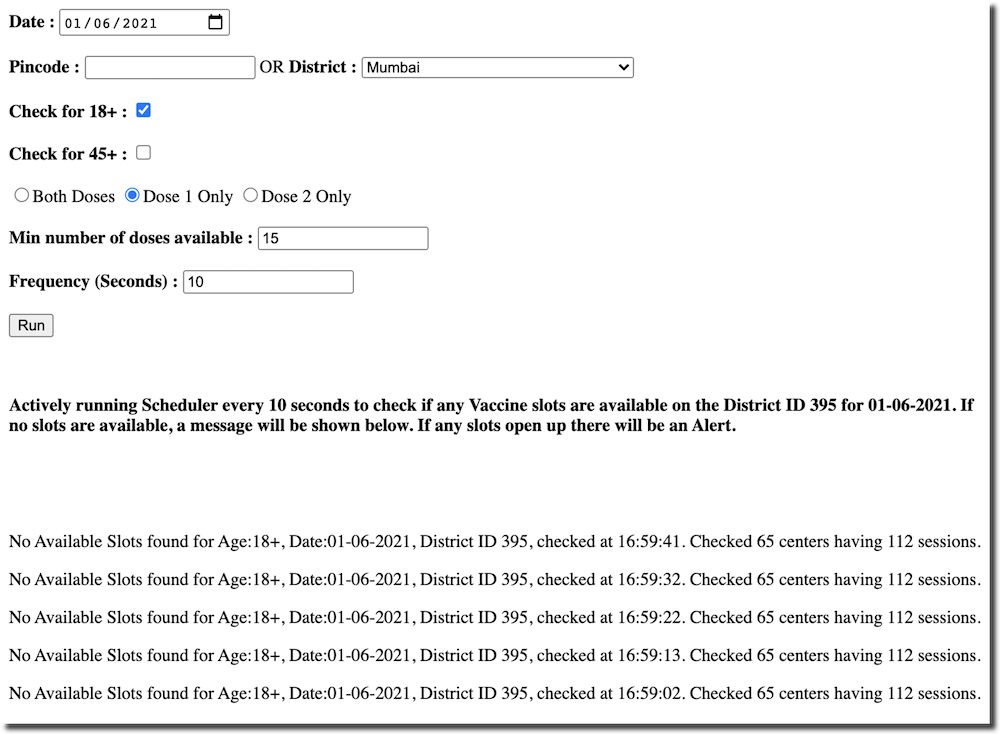 Date : 01/06/2021
Pincode : OR District : Mumbai
Check for 18+ :
Check for 45+ :
Both Doses Dose 1 Only Dose 2 Only
Min number of doses available : 15
Frequency (Seconds) : 10
Run
Actively running Scheduler every 10 seconds to check if any Vaccine slots are available on the District ID 395 for 01-06-2021. If
no slots are available, a message will be shown below. If any slots open up there will be an Alert.
No Available Slots found for Age:18+, Date:01-06-2021, District ID 395, checked at 16:59:41. Checked 65 centers having 112 sessions.
No Available Slots found for Age:18+, Date:01-06-2021, District ID 395, checked at 16:59:32. Checked 65 centers having 112 sessions.
No Available Slots found for Age:18+, Date:01-06-2021, District ID 395, checked at 16:59:22. Checked 65 centers having 112 sessions.
No Available Slots found for Age:18+, Date:01-06-2021, District ID 395, checked at 16:59:13. Checked 65 centers having 112 sessions.
No Available Slots found for Age:18+, Date:01-06-2021, District ID 395, checked at 16:59:02. Checked 65 centers having 112 sessions.